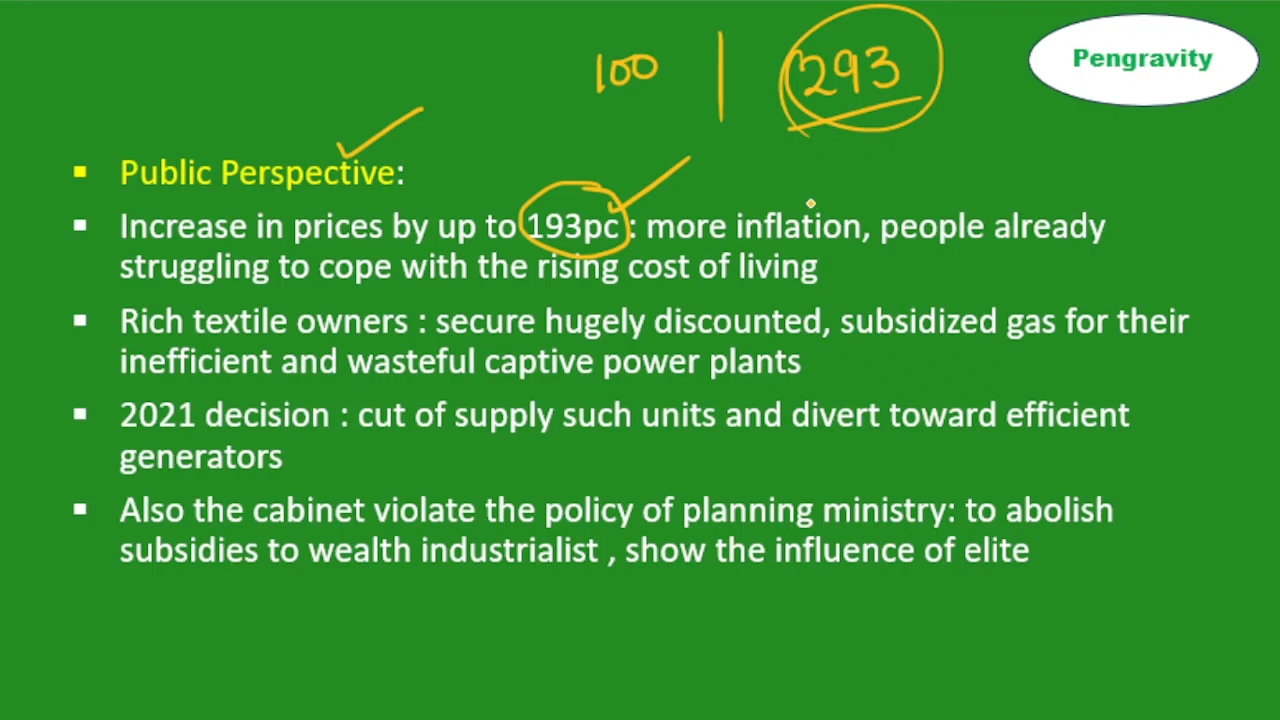 100 | 293
Pengravity
Public Perspective:
Increase in prices by up to 193pc : more inflation, people already
struggling to cope with the rising cost of living
Rich textile owners : secure hugely discounted, subsidized gas for their
inefficient and wasteful captive power plants
2021 decision : cut of supply such units and divert toward efficient
generators
Also the cabinet violate the policy of planning ministry: to abolish
subsidies to wealth industrialist , show the influence of elite